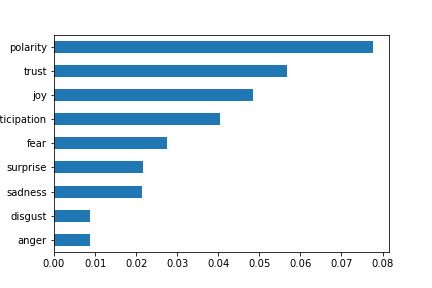 polarity
trust
joy
ticipation
fear
surprise
sadness
disgust
anger
0.00 0.01 0.02 0.03 0.04 0.05 0.06 0.07 0.08